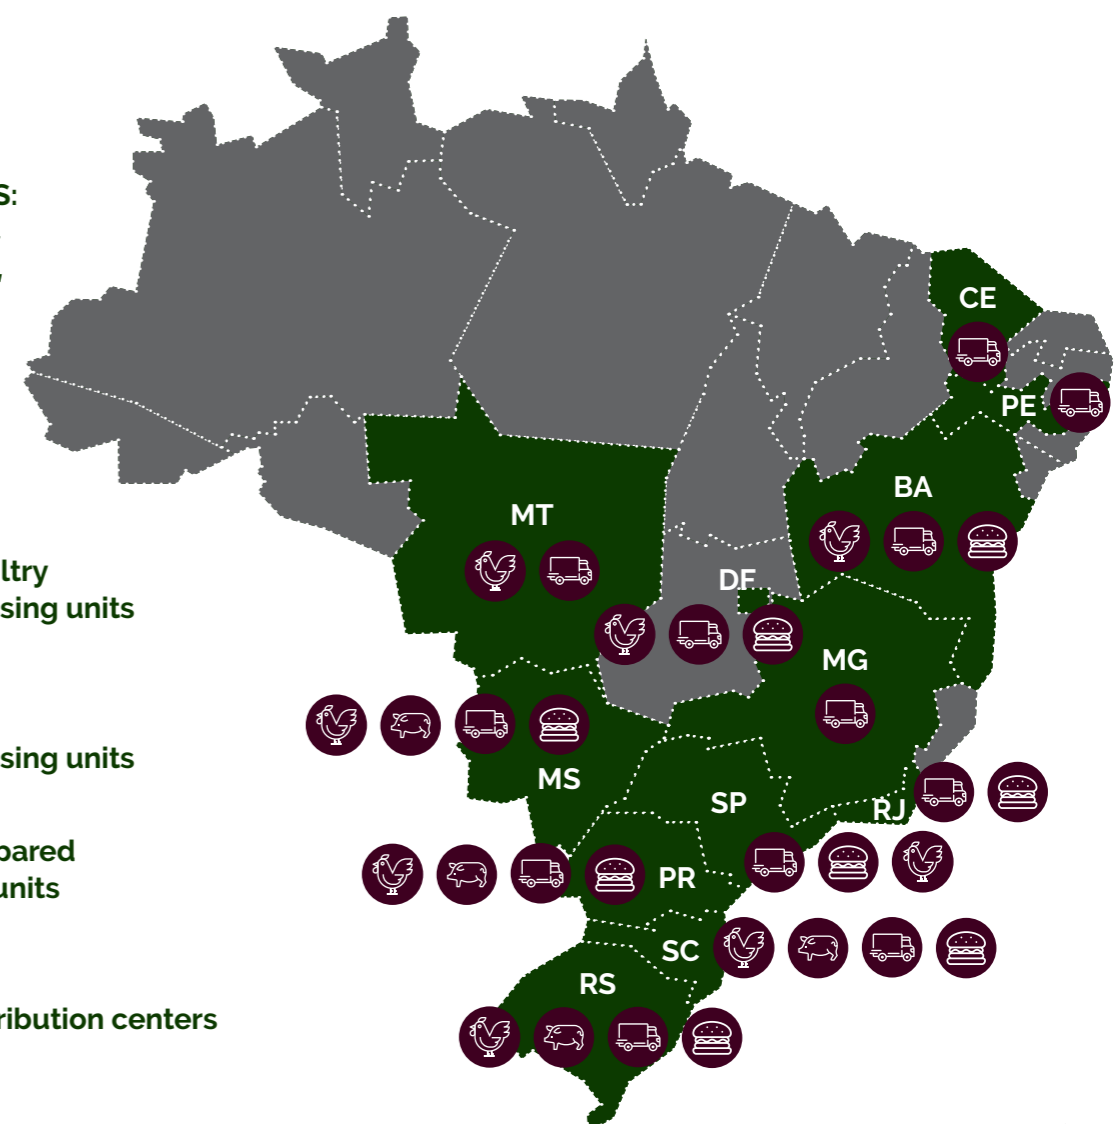 S:
ltry
sing units
sing units
pared
units
ribution centers
CE
PE
BA
MT
DF
MG
MS
SP
RJ
PR
SC
RS